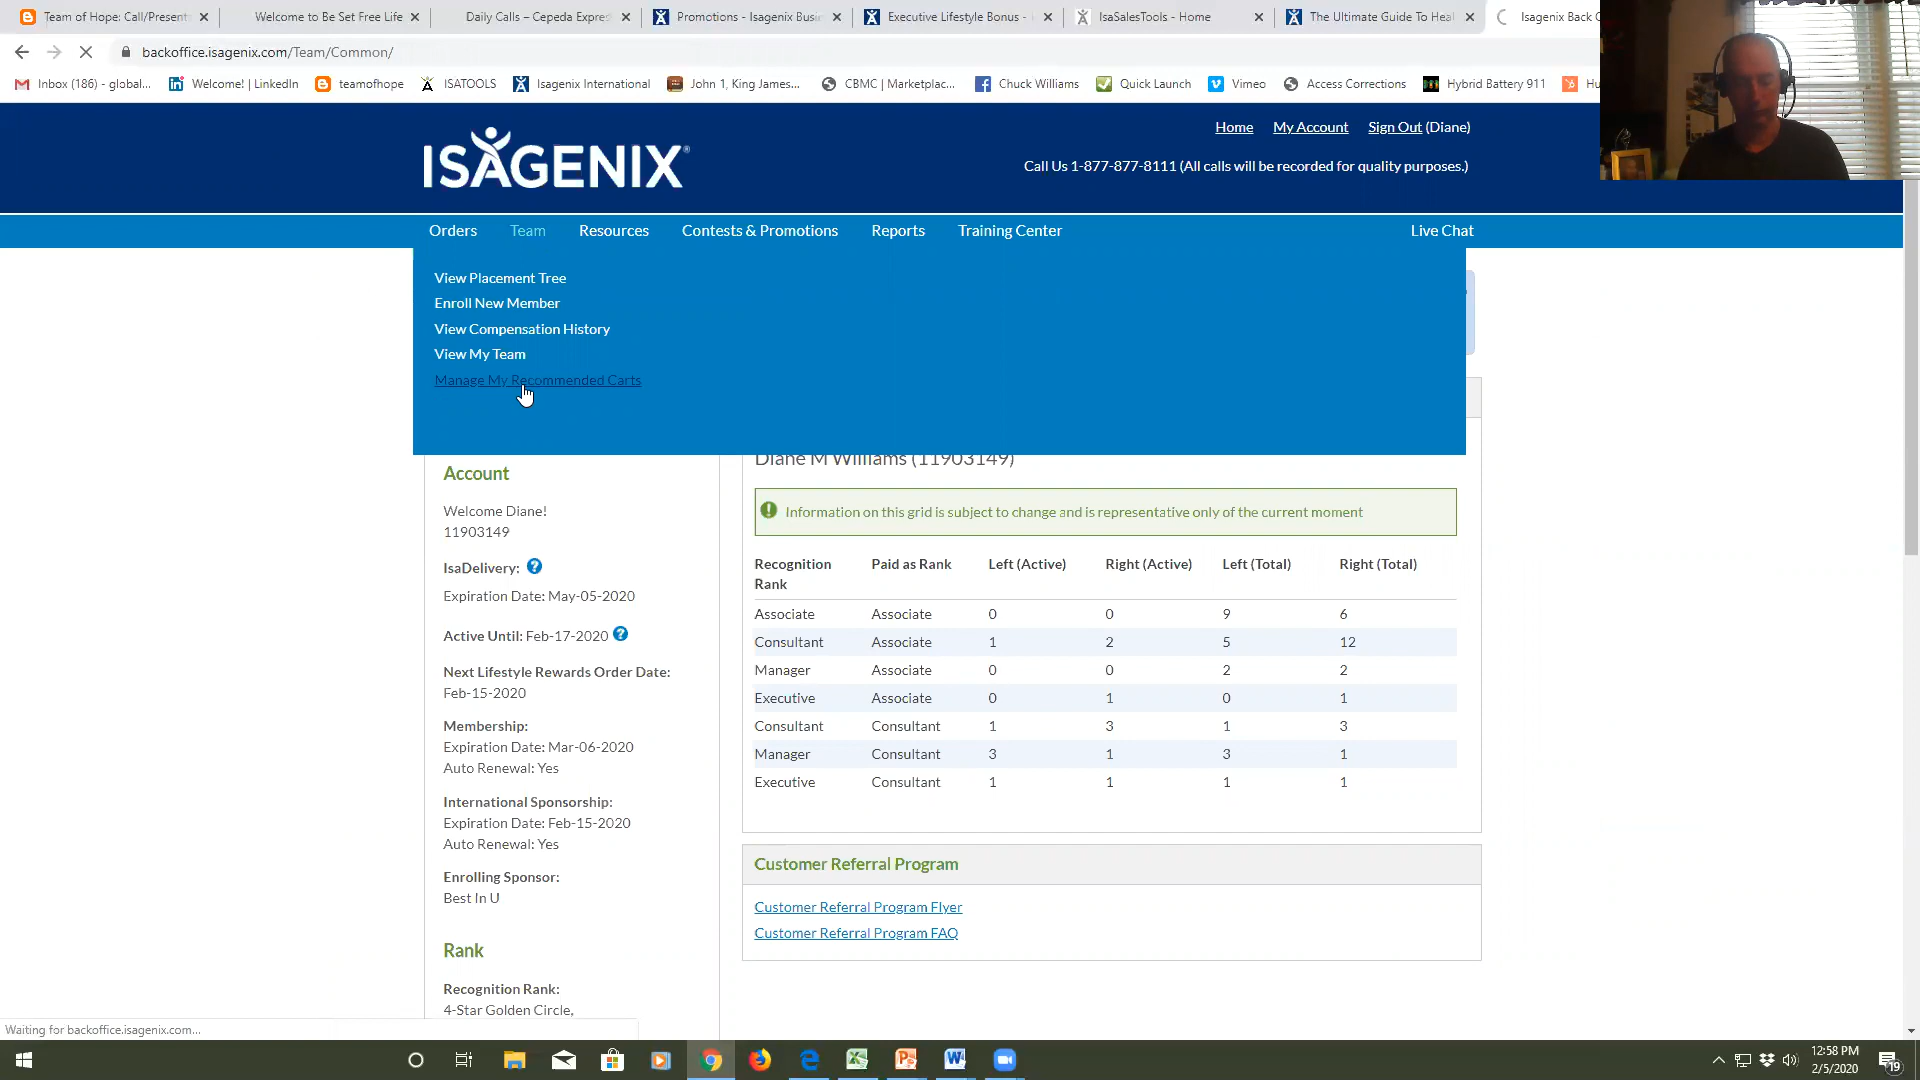 Team of Hope: Call/Present
Welcome to Be Set Free Life
Daily Calls – Cepeda Expres
Promotions - Isagenix Busi
Executive Lifestyle Bonus -
IsaSalesTools - Home
The Ultimate Guide To Heal
Isagenix Back O
backoffice.isagenix.com/Team/Common/
Inbox (186) - global...
Welcome! | LinkedIn
teamofhope
ISATOOLS
Isagenix International
John 1, King James...
CBMC | Marketplac...
Chuck Williams
Quick Launch
Vimeo
Access Corrections
Hybrid Battery 911
Hu
ISAGENIX®
Home My Account Sign Out (Diane)
Call Us 1-877-877-8111 (All calls will be recorded for quality purposes.)
Orders Team Resources Contests & Promotions Reports Training Center Live Chat
View Placement Tree
Enroll New Member
View Compensation History
View My Team
Manage My Recommended Carts
Account
Welcome Diane!
11903149
IsaDelivery: ?
Expiration Date: May-05-2020
Active Until: Feb-17-2020 ?
Next Lifestyle Rewards Order Date:
Feb-15-2020
Membership:
Expiration Date: Mar-06-2020
Auto Renewal: Yes
International Sponsorship:
Expiration Date: Feb-15-2020
Auto Renewal: Yes
Enrolling Sponsor:
Best In U
Rank
Recognition Rank:
4-Star Golden Circle,
Diane M Williams (11903149)
Information on this grid is subject to change and is representative only of the current moment
Recognition Rank Paid as Rank Left (Active) Right (Active) Left (Total) Right (Total)
Associate Associate 0 0 9 6
Consultant Associate 1 2 5 12
Manager Associate 0 0 2 2
Executive Associate 0 1 0 1
Consultant Consultant 1 3 1 3
Manager Consultant 3 1 3 1
Executive Consultant 1 1 1 1
Customer Referral Program
Customer Referral Program Flyer
Customer Referral Program FAQ
Waiting for backoffice.isagenix.com...
12:58 PM
2/5/2020
19